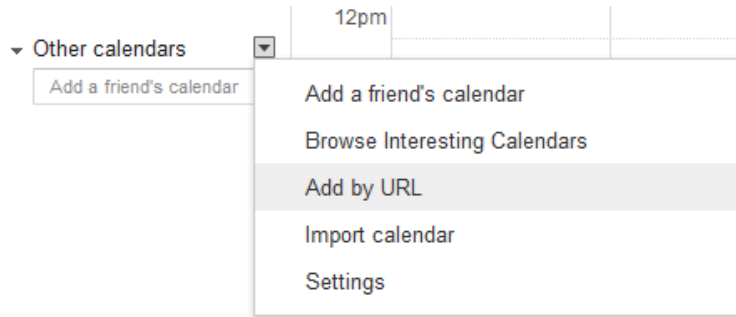 12pm
Other calendars
Add a friend's calendar
Add a friend's calendar
Browse Interesting Calendars
Add by URL
Import calendar
Settings